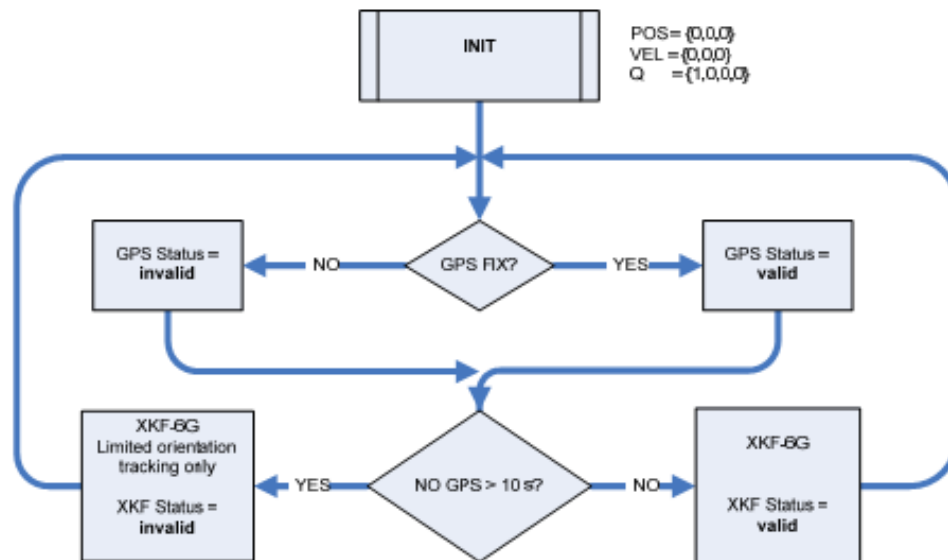 INIT
POS = {0,0,0}
VEL = {0,0,0}
Q = {1,0,0,0}
GPS Status =
invalid
NO
GPS FIX?
YES
GPS Status =
valid
XKF-6G
Limited orientation
tracking only
XKF Status =
invalid
YES
NO GPS > 10 s?
NO
XKF-6G
XKF Status =
valid